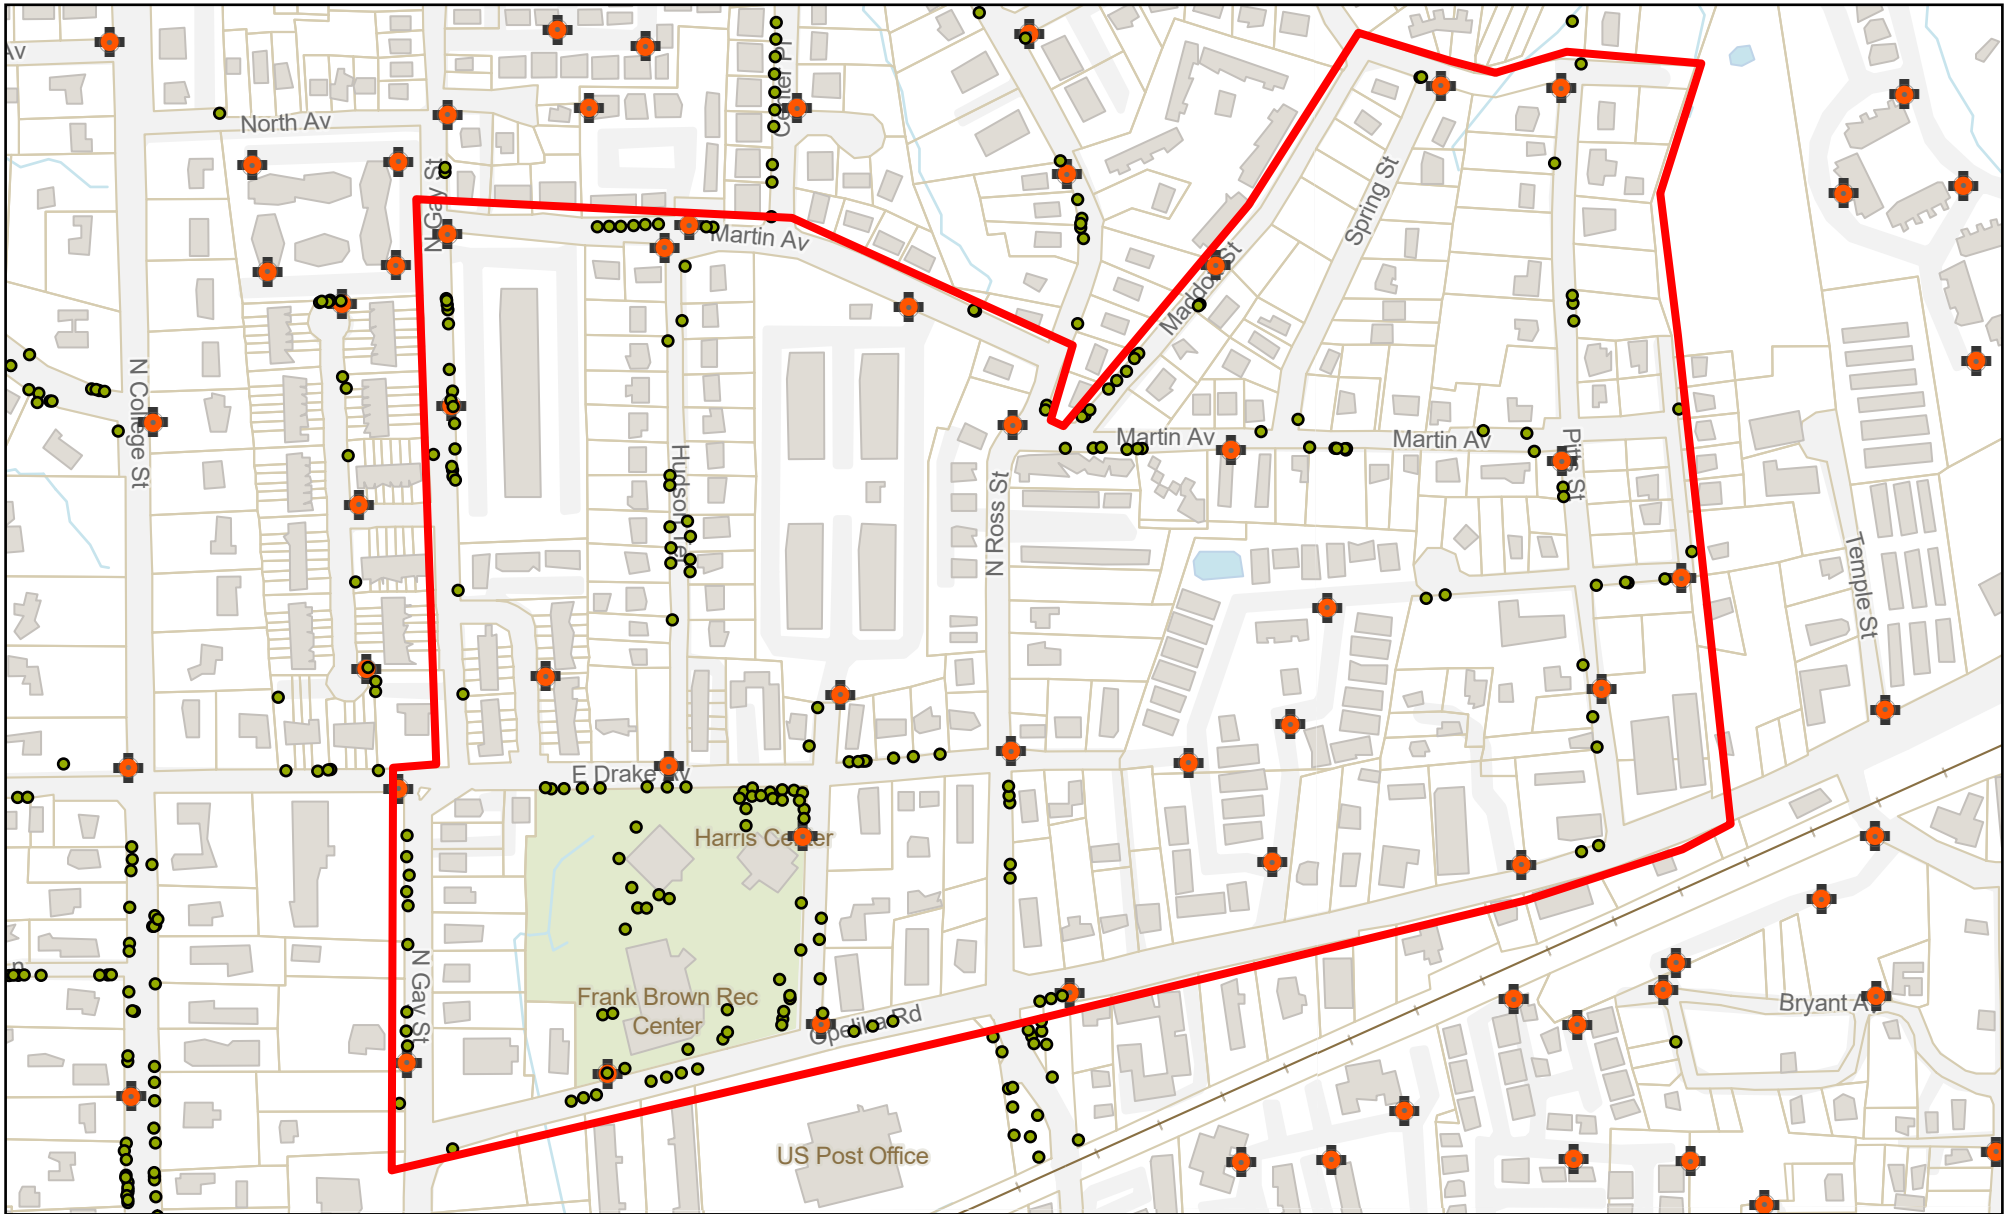 Av
North Av
Center Pl
N Gay St
Martin Av
Spring St
Maddox St
N College St
Martin Av
Martin Av
Pitts St
Hudson Ter
N Ross St
Temple St
E Drake Av
Harris Center
N Gay St
Frank Brown Rec
Center
Opelika Rd
Bryant A
US Post Office